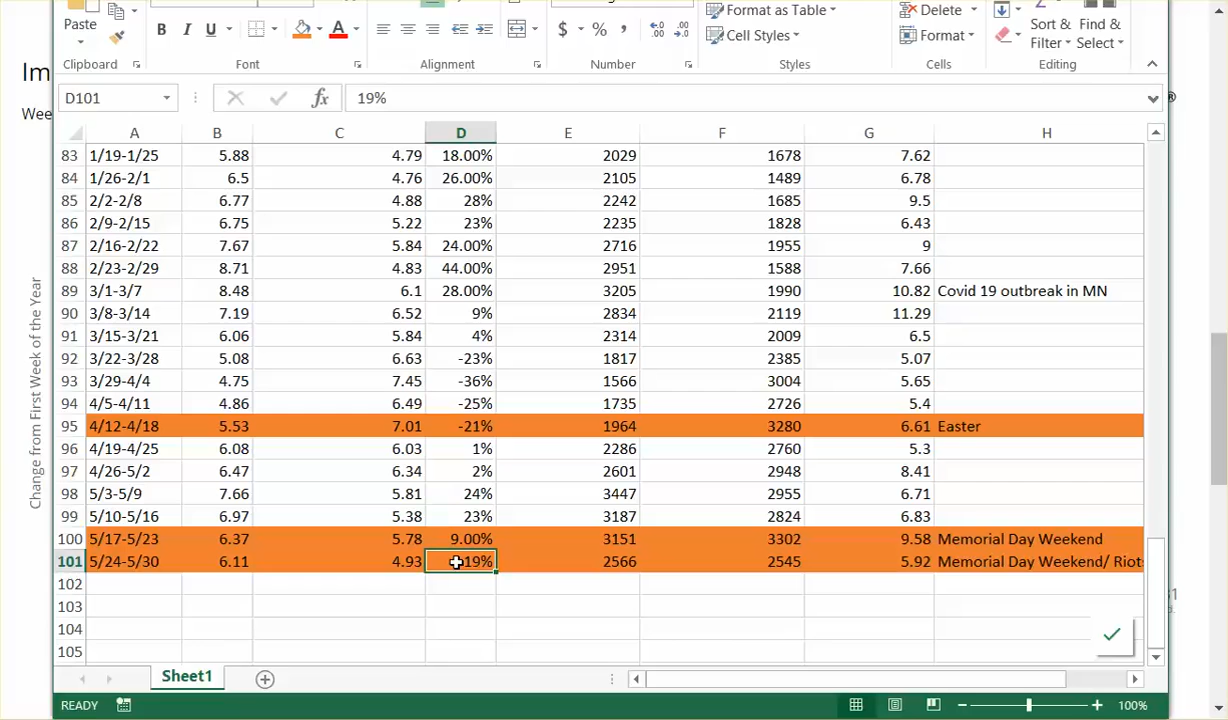 Im
Wee
Change from First Week of the Year
Paste
B I U A $ % ,
Format as Table
Cell Styles
Delete
Format
Sort & Find &
Filter Select
Clipboard Font Alignment Number Styles Cells Editing
D101 fx 19%
A B C D E F G H
83 1/19-1/25 5.88 4.79 18.00% 2029 1678 7.62
84 1/26-2/1 6.5 4.76 26.00% 2105 1489 6.78
85 2/2-2/8 6.77 4.88 28% 2242 1685 9.5
86 2/9-2/15 6.75 5.22 23% 2235 1828 6.43
87 2/16-2/22 7.67 5.84 24.00% 2716 1955 9
88 2/23-2/29 8.71 4.83 44.00% 2951 1588 7.66
89 3/1-3/7 8.48 6.1 28.00% 3205 1990 10.82 Covid 19 outbreak in MN
90 3/8-3/14 7.19 6.52 9% 2834 2119 11.29
91 3/15-3/21 6.06 5.84 4% 2314 2009 6.5
92 3/22-3/28 5.08 6.63 -23% 1817 2385 5.07
93 3/29-4/4 4.75 7.45 -36% 1566 3004 5.65
94 4/5-4/11 4.86 6.49 -25% 1735 2726 5.4
95 4/12-4/18 5.53 7.01 -21% 1964 3280 6.61 Easter
96 4/19-4/25 6.08 6.03 1% 2286 2760 5.3
97 4/26-5/2 6.47 6.34 2% 2601 2948 8.41
98 5/3-5/9 7.66 5.81 24% 3447 2955 6.71
99 5/10-5/16 6.97 5.38 23% 3187 2824 6.83
100 5/17-5/23 6.37 5.78 9.00% 3151 3302 9.58 Memorial Day Weekend
101 5/24-5/30 6.11 4.93 19% 2566 2545 5.92 Memorial Day Weekend/ Riots
102
103
104
105
Sheet1
READY 100%